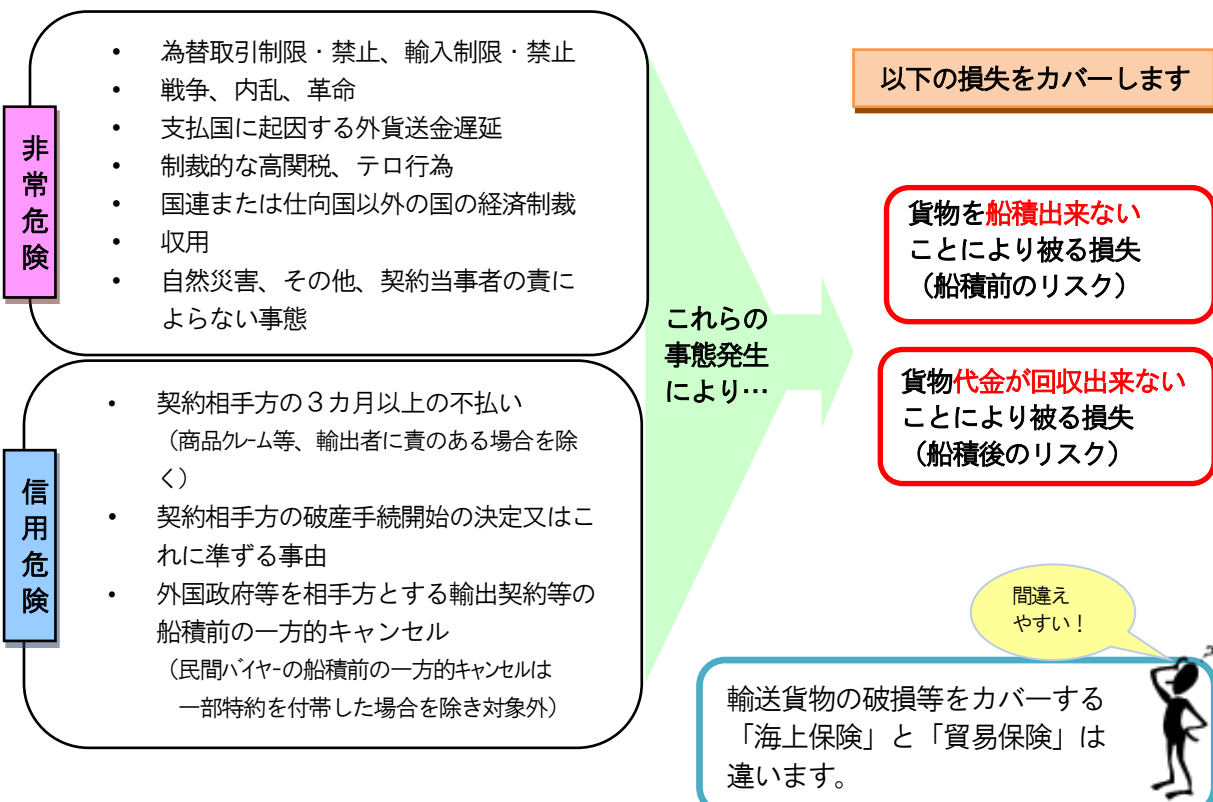 非常危険
• 為替取引制限・禁止、輸入制限・禁止
• 戦争、内乱、革命
• 支払国に起因する外貨送金遅延
• 制裁的な高関税、テロ行為
• 国連または仕向国以外の国の経済制裁
• 収用
• 自然災害、その他、契約当事者の責に
よらない事態
信用危険
• 契約相手方の３カ月以上の不払い
（商品ｸﾚｰﾑ等、輸出者に責のある場合を除
く）
• 契約相手方の破産手続開始の決定又はこ
れに準ずる事由
• 外国政府等を相手方とする輸出契約等の
船積前の一方的キャンセル
（民間ﾊﾞｲﾔｰの船積前の一方的ｷｬﾝｾﾙは
一部特約を付帯した場合を除き対象外）
これらの
事態発生
により…
以下の損失をカバーします
貨物を船積出来ない
ことにより被る損失
（船積前のリスク）
貨物代金が回収出来ない
ことにより被る損失
（船積後のリスク）
間違え
やすい！
輸送貨物の破損等をカバーする
「海上保険」と「貿易保険」は
違います。